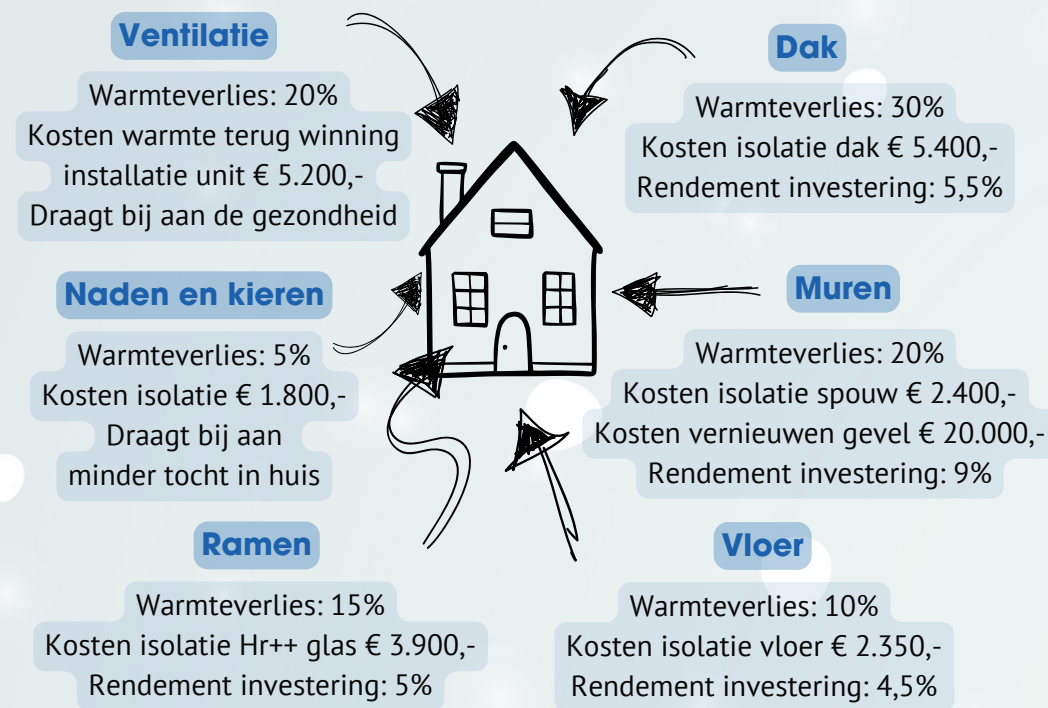 Ventilatie
Warmteverlies: 20%
Kosten warmte terug winning
installatie unit € 5.200,-
Draagt bij aan de gezondheid
Dak
Warmteverlies: 30%
Kosten isolatie dak € 5.400,-
Rendement investering: 5,5%
Naden en kieren
Warmteverlies: 5%
Kosten isolatie € 1.800,-
Draagt bij aan
minder tocht in huis
Muren
Warmteverlies: 20%
Kosten isolatie spouw € 2.400,-
Kosten vernieuwen gevel € 20.000,-
Rendement investering: 9%
Ramen
Warmteverlies: 15%
Kosten isolatie Hr++ glas € 3.900,-
Rendement investering: 5%
Vloer
Warmteverlies: 10%
Kosten isolatie vloer € 2.350,-
Rendement investering: 4,5%